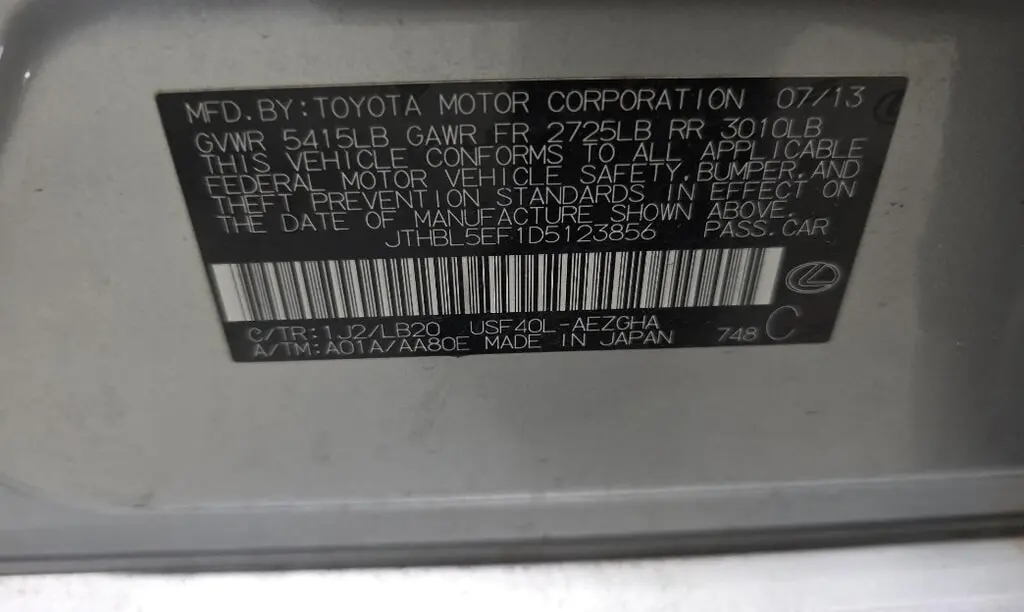 MFD.BY:TOYOTA MOTOR CORPORATION 07/13
GVWR 5415LB GAWR FR 2725LB RR 3010LB
THIS VEHICLE CONFORMS TO ALL APPLICABLE
FEDERAL MOTOR VEHICLE SAFETY,BUMPER,AND
THEFT PREVENTION STANDARDS IN EFFECT ON
THE DATE OF MANUFACTURE SHOWN ABOVE.
JTHBL5EF1D5123856 PASS.CAR
C/TR:1J2/LB20 USF40L-AEZGHA
A/TM:A01A/AA80E MADE IN JAPAN 748 C